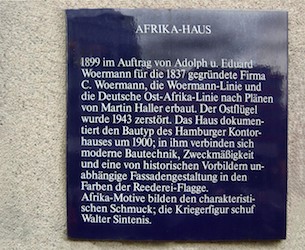 AFRIKA-HAUS
1899 im Auftrag von Adolph u. Eduard
Woermann für die 1837 gegründete Firma
C. Woermann, die Woermann-Linie und
die Deutsche Ost-Afrika-Linie nach Plänen
von Martin Haller erbaut. Der Ostflügel
wurde 1943 zerstört. Das Haus dokumen-
tiert den Bautyp des Hamburger Kontor-
hauses um 1900; in ihm verbinden sich
moderne Bautechnik, Zweckmäßigkeit
und eine von historischen Vorbildern un-
abhängige Fassadengestaltung in den
Farben der Reederei-Flagge.
Afrika-Motive bilden den charakteristi-
schen Schmuck; die Kriegerfigur schuf
Walter Sintenis.